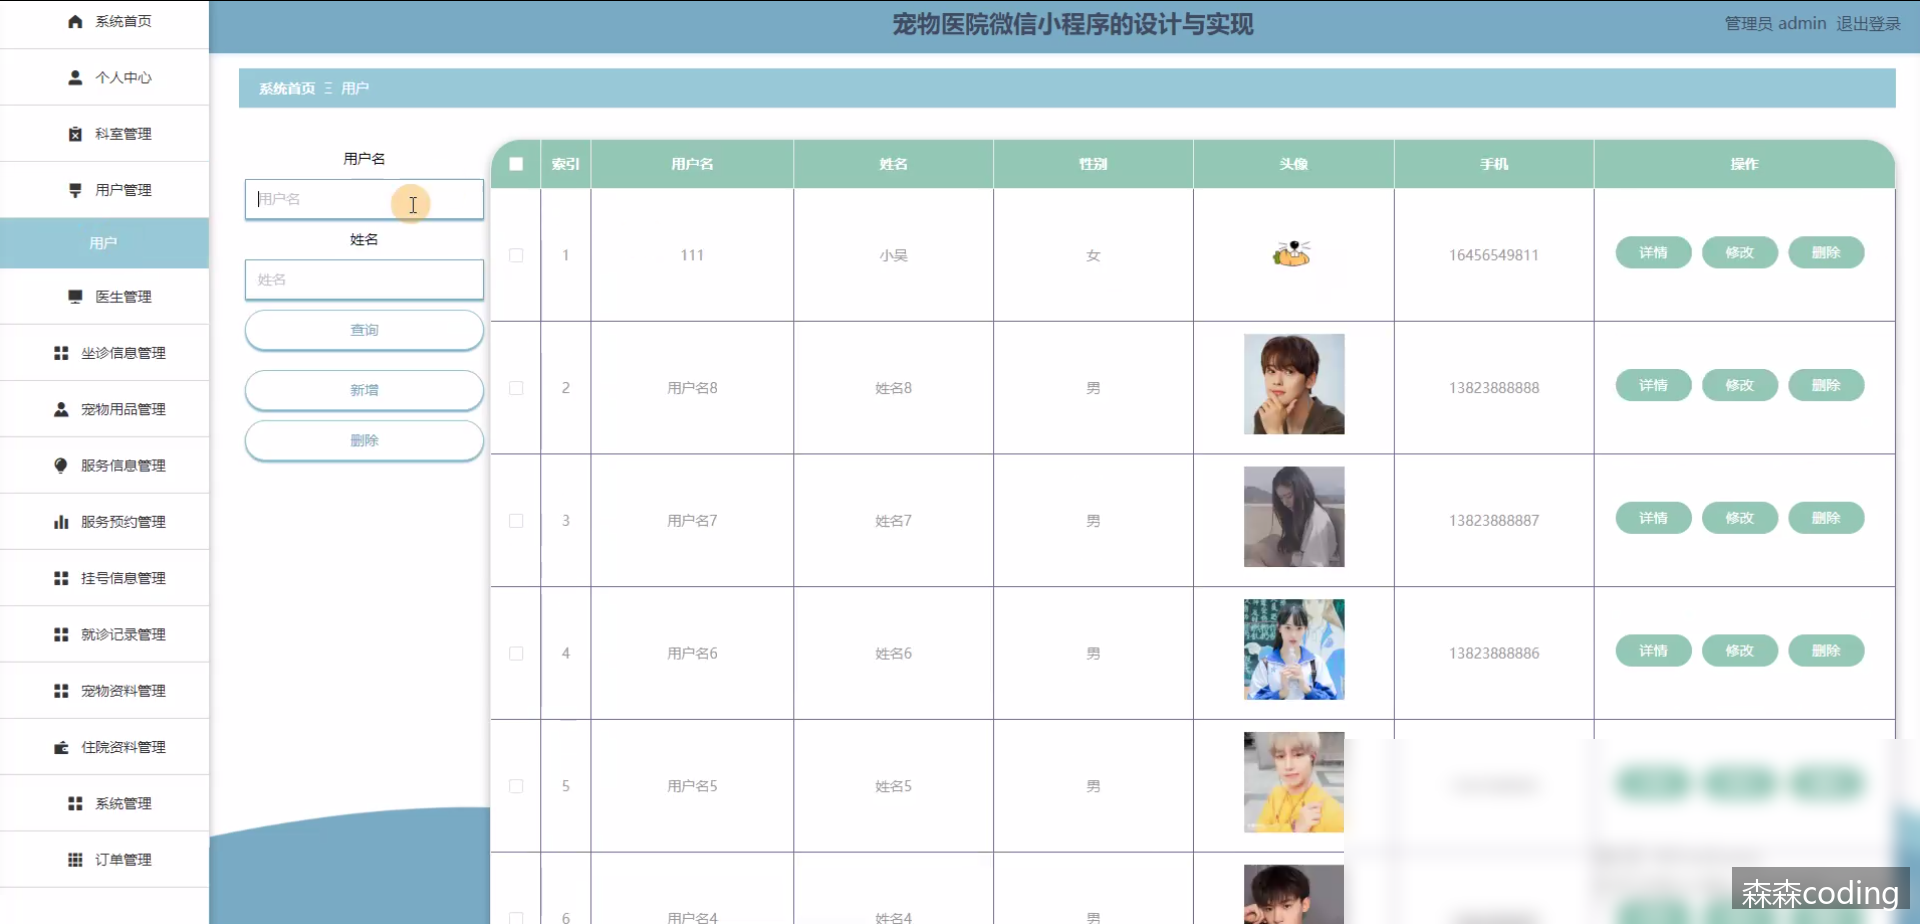 系统首页
个人中心
科室管理
用户管理
用户
医生管理
坐诊信息管理
宠物用品管理
服务信息管理
服务预约管理
挂号信息管理
就诊记录管理
宠物资料管理
住院资料管理
系统管理
订单管理
宠物医院微信小程序的设计与实现
管理员 admin 退出登录
系统首页 Ξ 用户
用户名
用户名
姓名
姓名
查询
新增
删除
索引 用户名 姓名 性别 头像 手机 操作
1 111 小吴 女 16456549811 详情 修改 删除
2 用户名8 姓名8 男 13823888888 详情 修改 删除
3 用户名7 姓名7 男 13823888887 详情 修改 删除
4 用户名6 姓名6 男 13823888886 详情 修改 删除
5 用户名5 姓名5 男
6 用户名4 姓名4 男
森森coding